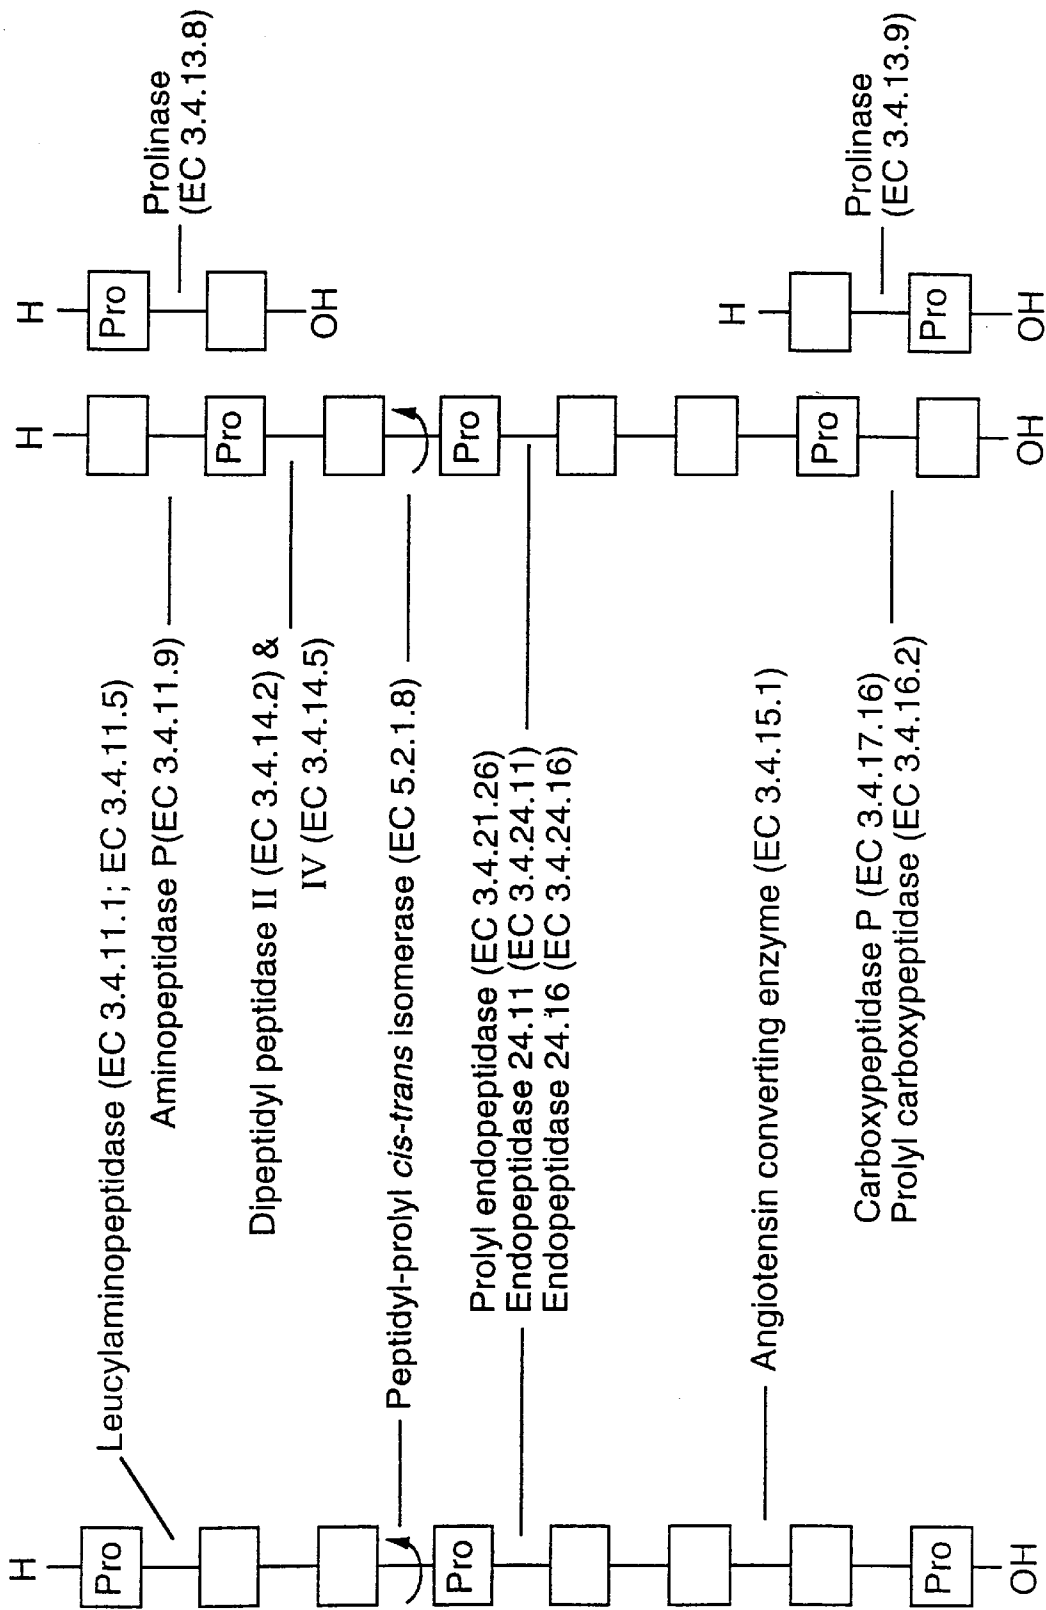 H
H
H
Pro
Leucylaminopeptidase (EC 3.4.11.1; EC 3.4.11.5)
Pro
Prolinase
(EC 3.4.13.8)
Aminopeptidase P(EC 3.4.11.9)
Pro
Dipeptidyl peptidase II (EC 3.4.14.2) &
IV (EC 3.4.14.5)
OH
Peptidyl-prolyl cis-trans isomerase (EC 5.2.1.8)
Pro
Prolyl endopeptidase (EC 3.4.21.26)
Endopeptidase 24.11 (EC 3.4.24.11)
Endopeptidase 24.16 (EC 3.4.24.16)
Pro
H
Angiotensin converting enzyme (EC 3.4.15.1)
Pro
Carboxypeptidase P (EC 3.4.17.16)
Prolyl carboxypeptidase (EC 3.4.16.2)
Prolinase
(EC 3.4.13.9)
Pro
Pro
OH
OH
OH